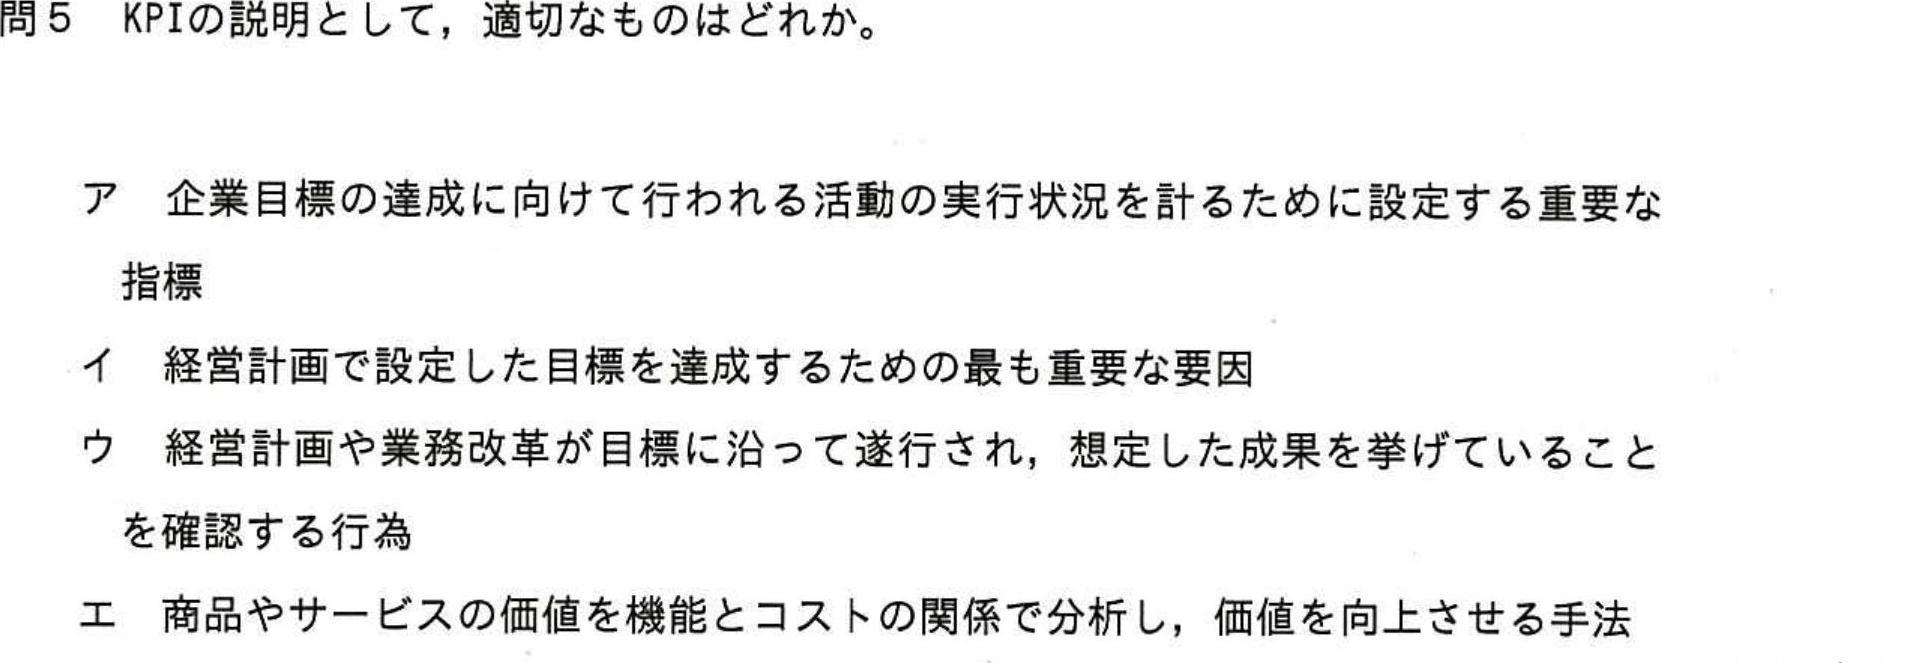 問５　KPIの説明として，適切なものはどれか。
ア　企業目標の達成に向けて行われる活動の実行状況を計るために設定する重要な
指標
イ　経営計画で設定した目標を達成するための最も重要な要因
ウ　経営計画や業務改革が目標に沿って遂行され，想定した成果を挙げていること
を確認する行為
エ　商品やサービスの価値を機能とコストの関係で分析し，価値を向上させる手法